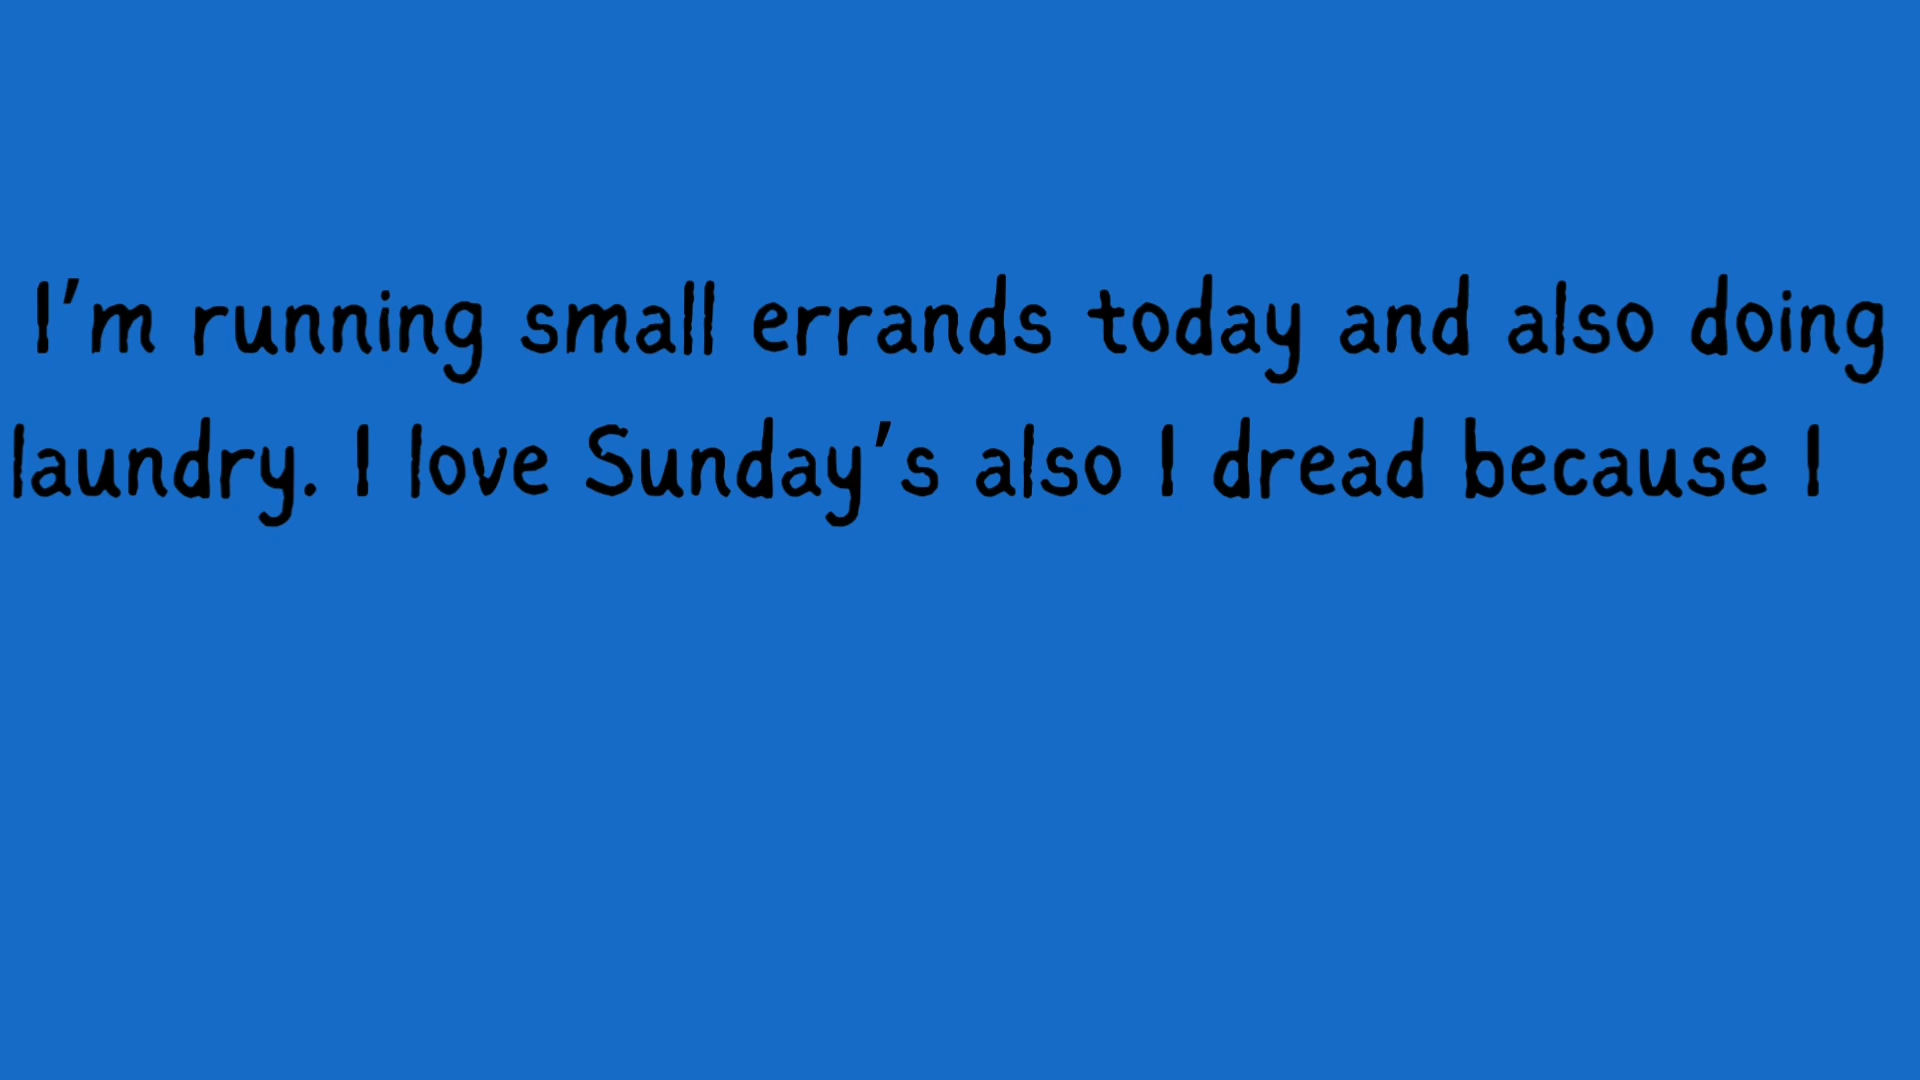 I'm running small errands today and also doing
laundry. I love Sunday's also I dread because I